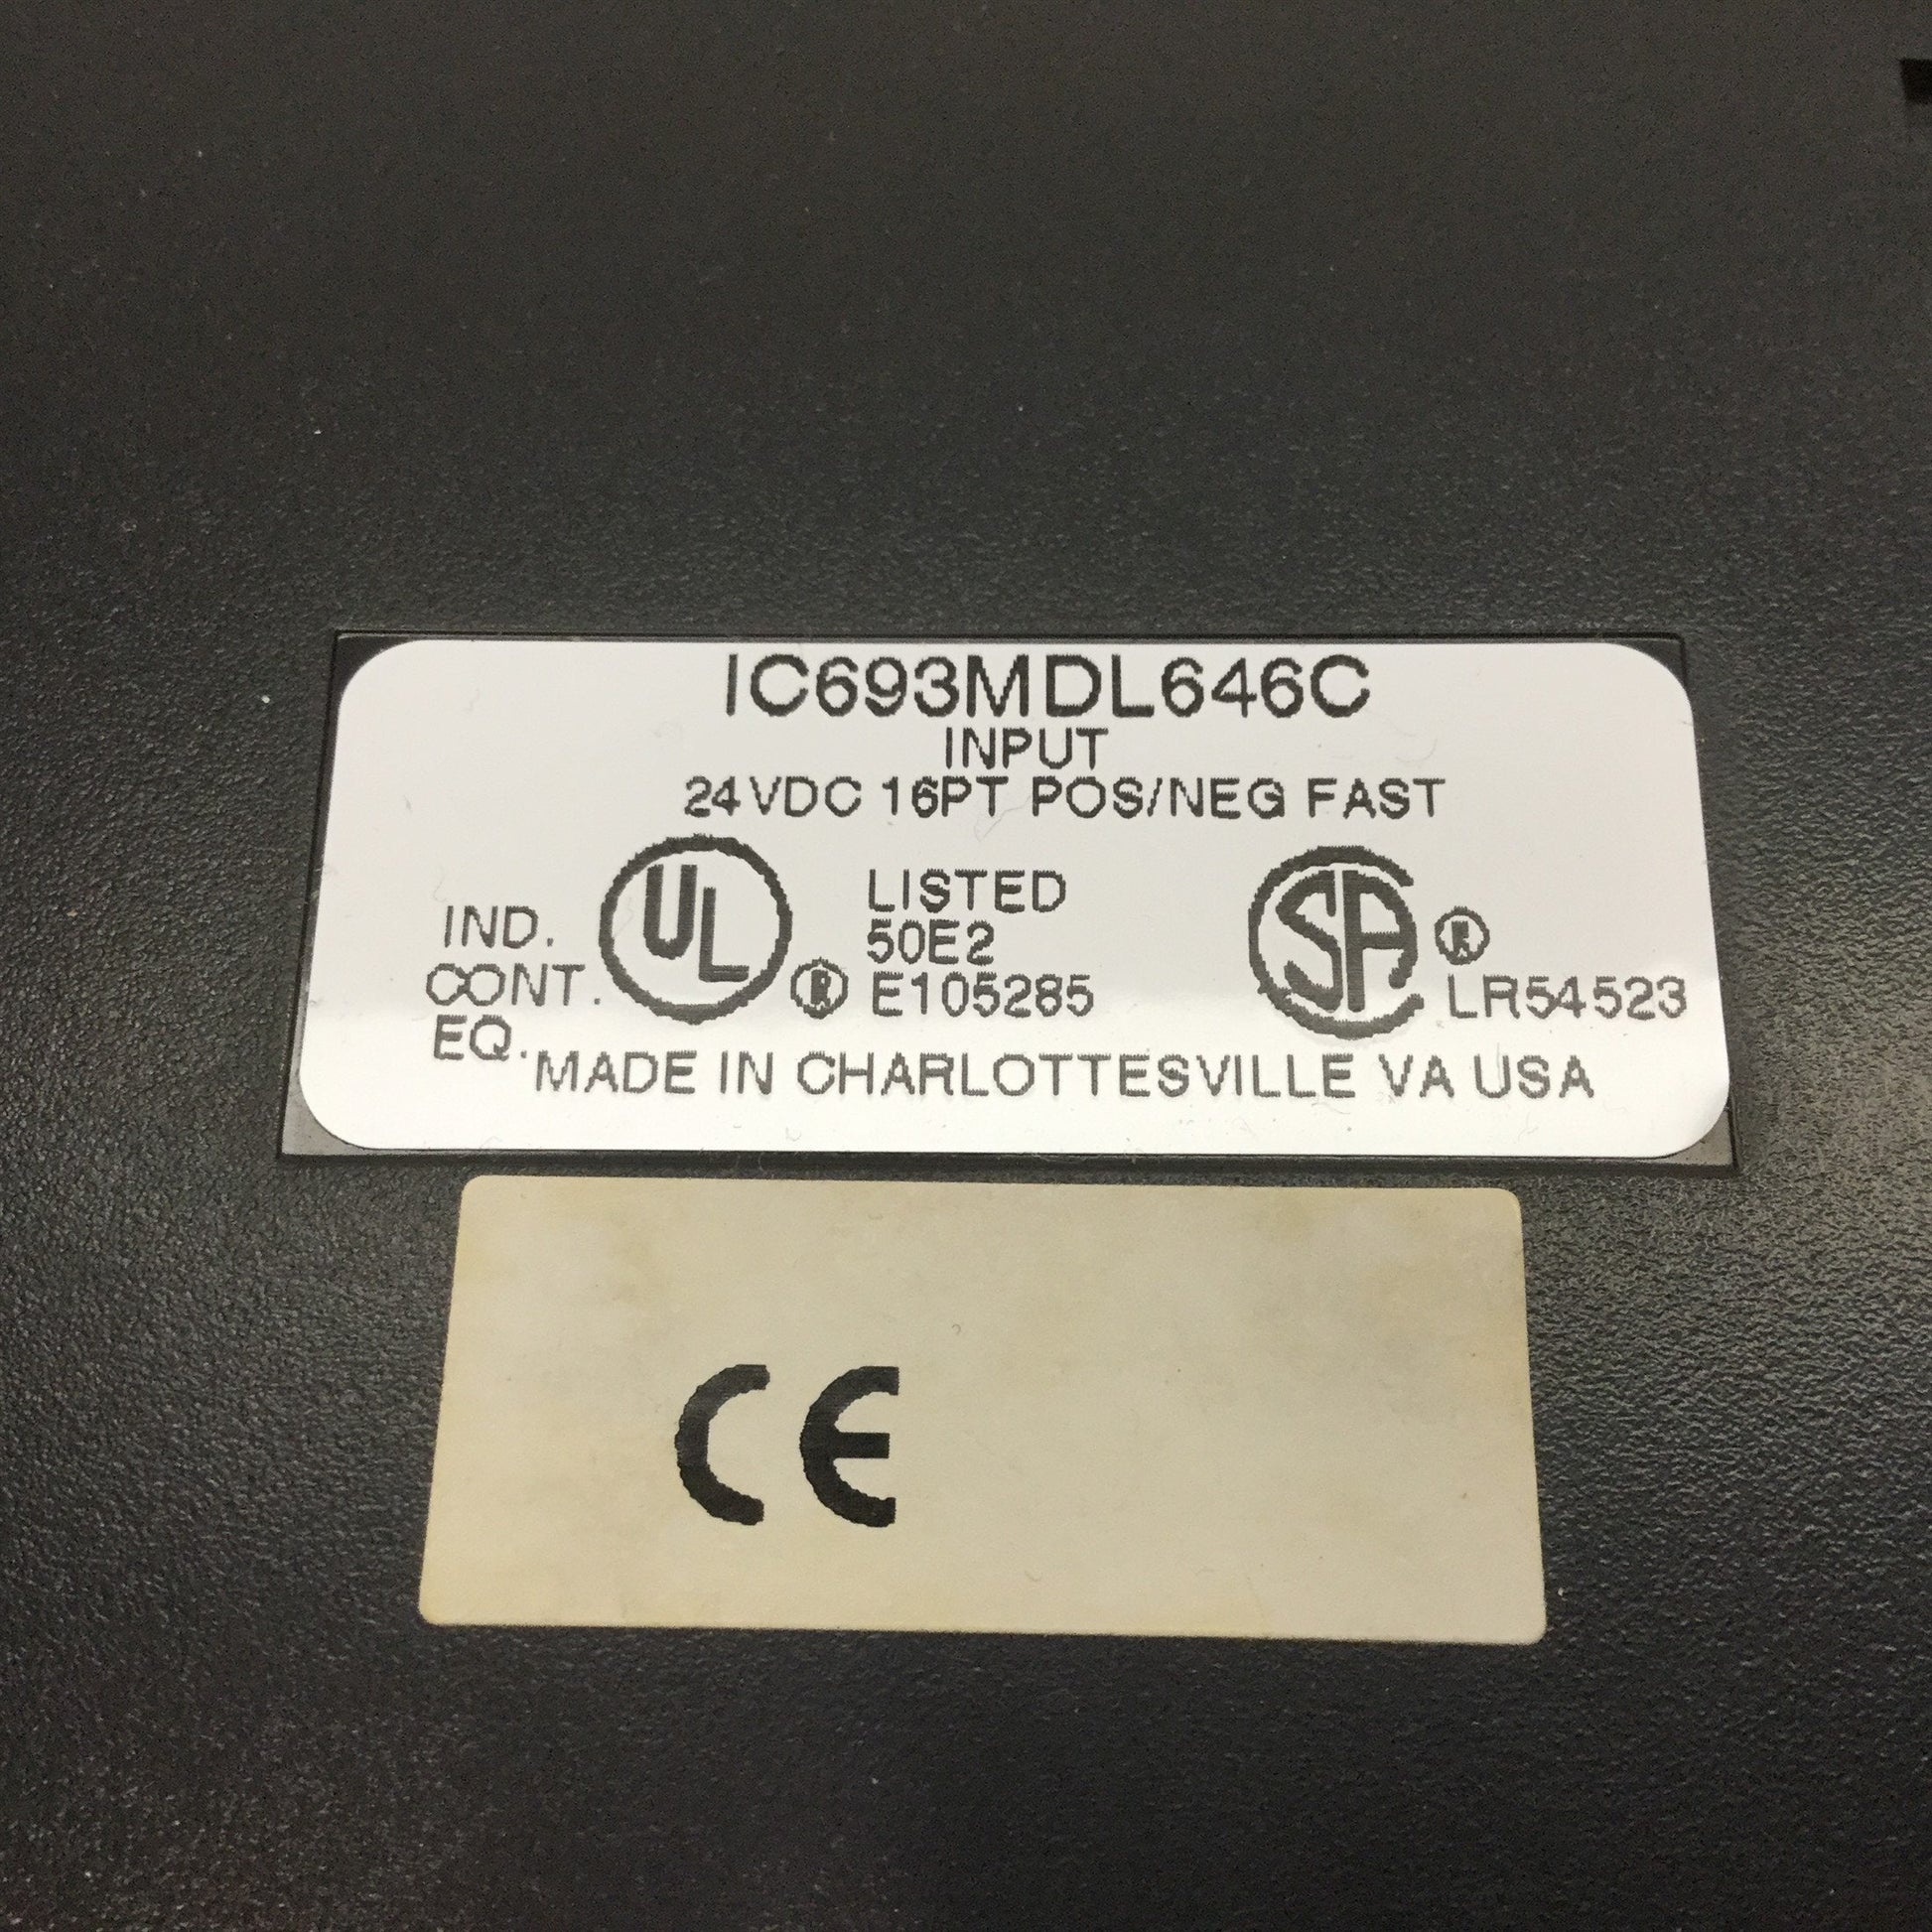 IC693MDL646C
INPUT
24VDC 16PT POS/NEG FAST
IND.
CONT.
EQ.
UL ®
LISTED
50E2
E105285
SA ®
LR54523
MADE IN CHARLOTTESVILLE VA USA
CE